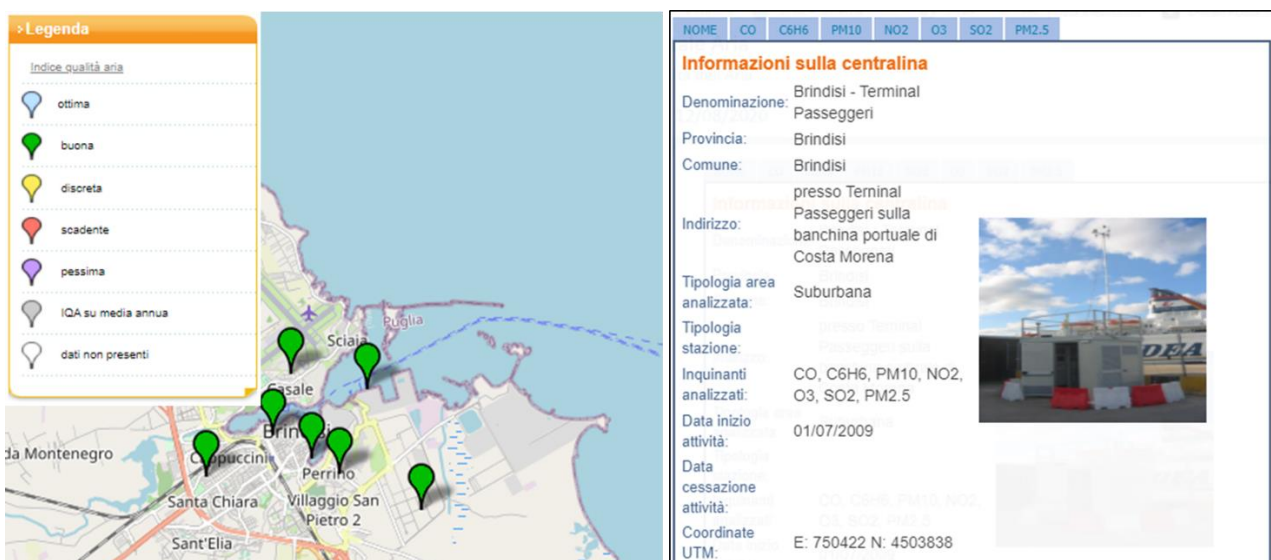 Legenda
Indice qualità aria
ottima
buona
discreta
scadente
pessima
IQA su media annua
dati non presenti
Puglia
Sciaia
Casale
Brindisi
da Montenegro
Cappuccini
Perrino
Santa Chiara
Villaggio San
Pietro 2
Sant'Elia
NOME CO C6H6 PM10 NO2 O3 SO2 PM2.5
Informazioni sulla centralina
Denominazione: Brindisi - Terminal
Passeggeri
Provincia: Brindisi
Comune: Brindisi
Indirizzo: presso Terninal
Passeggeri sulla
banchina portuale di
Costa Morena
Tipologia area
analizzata: Suburbana
Tipologia
stazione:
Inquinanti
analizzati: CO, C6H6, PM10, NO2,
O3, SO2, PM2.5
Data inizio
attività: 01/07/2009
Data
cessazione
attività:
Coordinate
UTM: E: 750422 N: 4503838